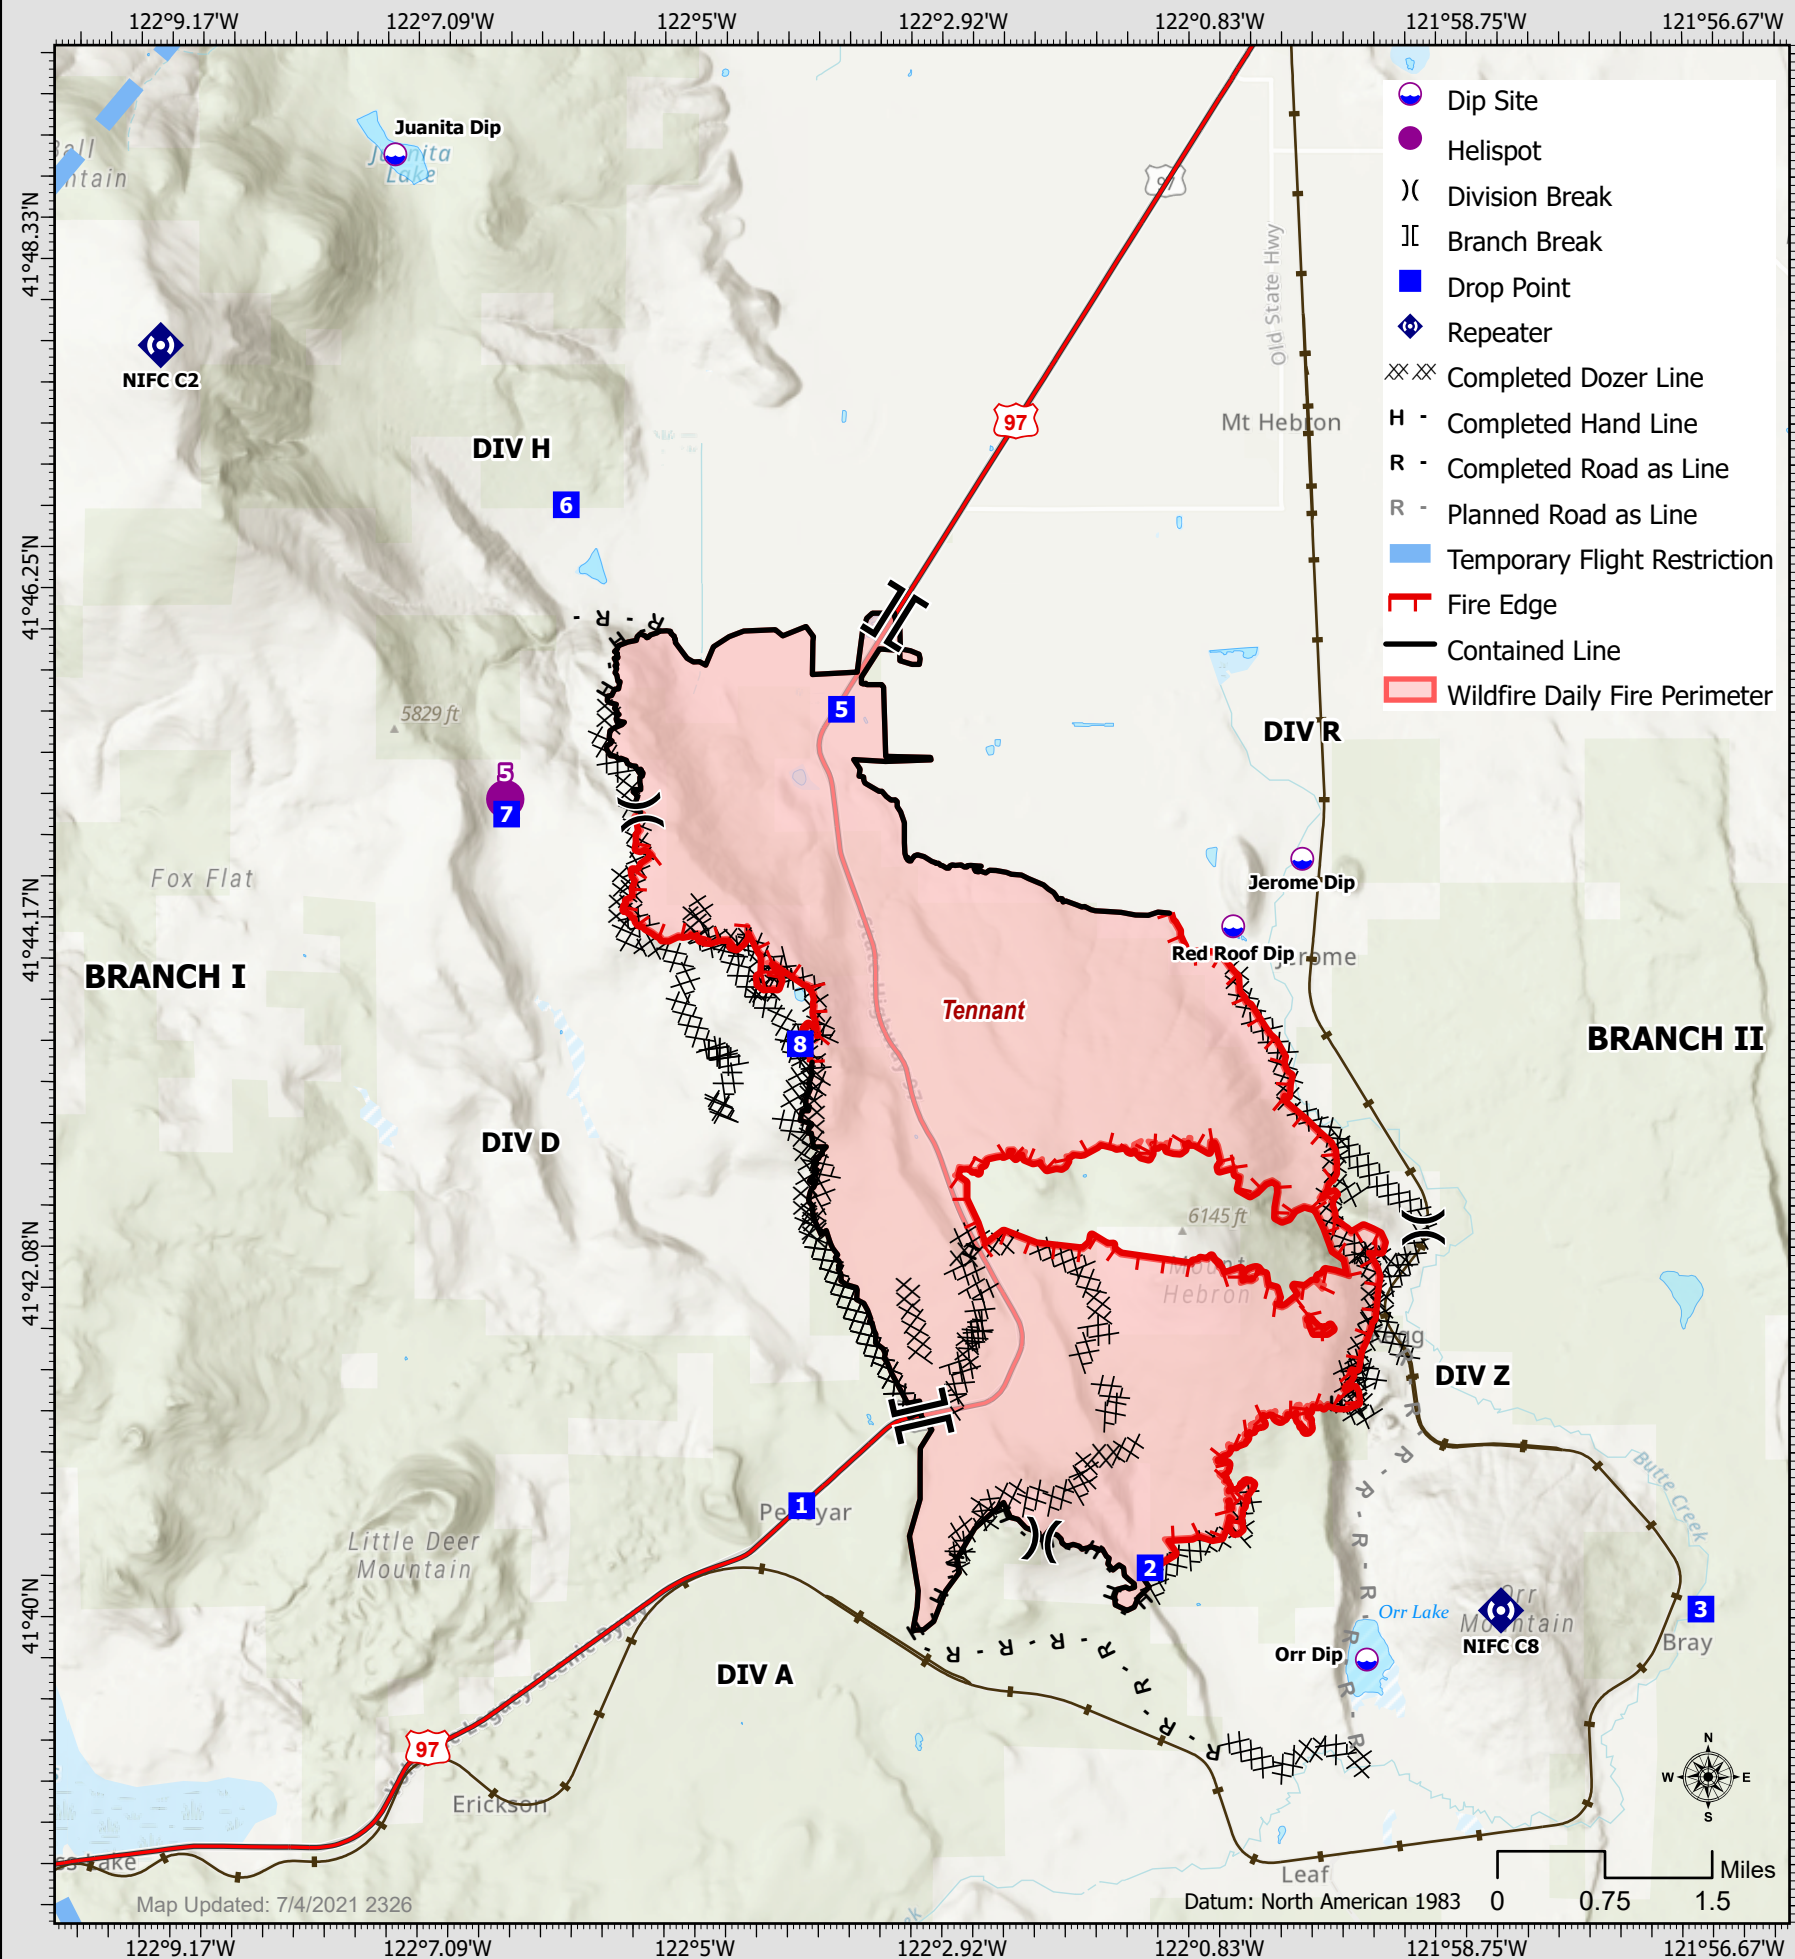 122°9.17'W 122°7.09'W 122°5'W 122°2.92'W 122°0.83'W 121°58.75'W 121°56.67'W
41°48.33'N
41°46.25'N
41°44.17'N
41°42.08'N
41°40'N
Dip Site
Helispot
)( Division Break
][ Branch Break
Drop Point
Repeater
Completed Dozer Line
H - Completed Hand Line
R - Completed Road as Line
R - Planned Road as Line
Temporary Flight Restriction
Fire Edge
Contained Line
Wildfire Daily Fire Perimeter
Juanita Dip
Juanita
Lake
97
Old State Hwy
NIFC C2
97
Mt Hebron
DIV H
6
R - R -
H
H
5829 ft
5
DIV R
5
7
Fox Flat
Jerome Dip
Red Roof Dip
Jerome
BRANCH I
State Highway 97
Tennant
BRANCH II
8
DIV D
6145 ft
Mount
Hebron
DIV Z
R
R
R
R - R - R - R - R - R - R
Butte Creek
1
Little Deer
Mountain
2
H
Orr Lake
Orr
Mountain
NIFC C8
3
Bray
Orr Dip
R - R - R - R - R - R - R - R
DIV A
97
Erickson
Leaf
N
W E
S
Miles
0 0.75 1.5
Map Updated: 7/4/2021 2326
Datum: North American 1983
122°9.17'W 122°7.09'W 122°5'W 122°2.92'W 122°0.83'W 121°58.75'W 121°56.67'W